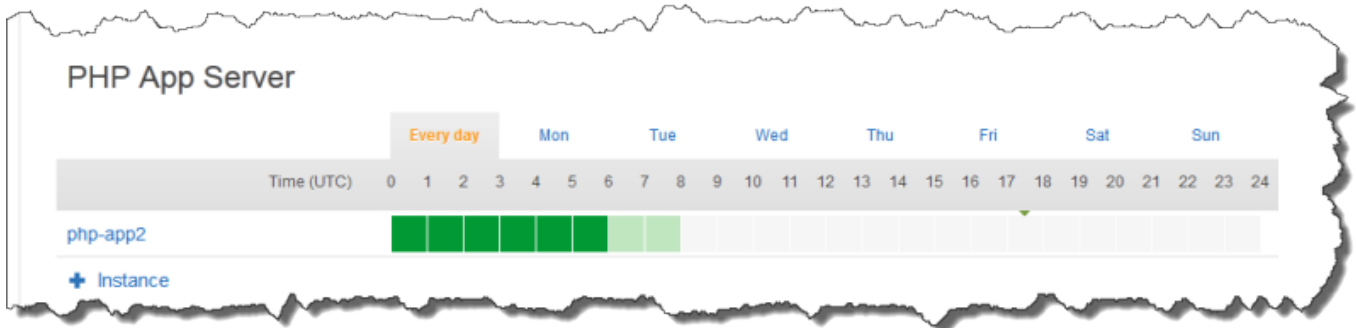 PHP App Server
Every day Mon Tue Wed Thu Fri Sat Sun
Time (UTC) 0 1 2 3 4 5 6 7 8 9 10 11 12 13 14 15 16 17 18 19 20 21 22 23 24
php-app2
+ Instance